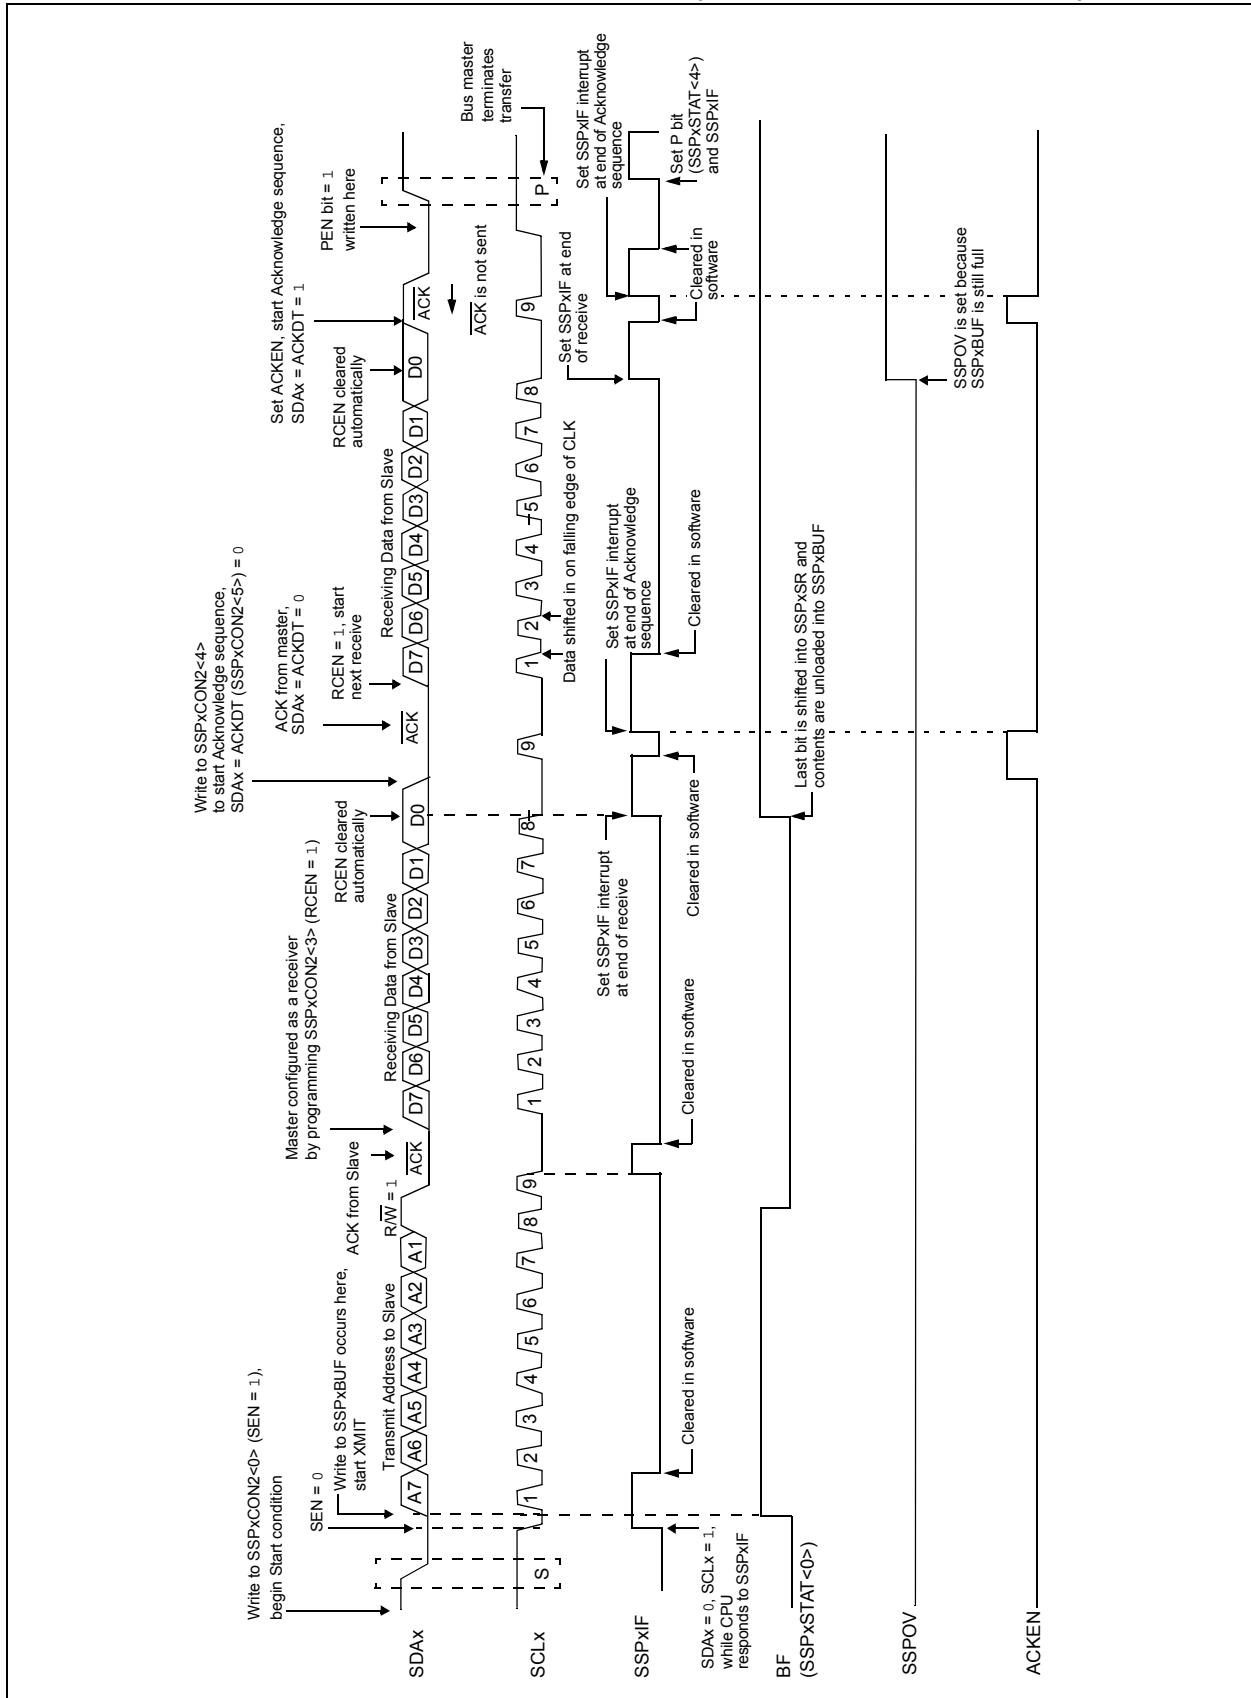 Write to SSPxCON2<0> (SEN = 1),
begin Start condition
SEN = 0
Write to SSPxBUF occurs here,
start XMIT
ACK from Slave
Master configured as a receiver
by programming SSPxCON2<3> (RCEN = 1)
RCEN cleared
automatically
Write to SSPxCON2<4>
to start Acknowledge sequence,
SDAx = ACKDT (SSPxCON2<5>) = 0
ACK from master,
SDAx = ACKDT = 0
RCEN = 1, start
next receive
RCEN cleared
automatically
Set ACKEN, start Acknowledge sequence,
SDAx = ACKDT = 1
PEN bit = 1
written here
Transmit Address to Slave
R/W = 1
Receiving Data from Slave
Receiving Data from Slave
SDAx
A7 A6 A5 A4 A3 A2 A1
ACK
D7 D6 D5 D4 D3 D2 D1 D0
ACK
D7 D6 D5 D4 D3 D2 D1 D0
ACK
ACK is not sent
Bus master
terminates
transfer
SCLx
S
1 2 3 4 5 6 7 8 9
1 2 3 4 5 6 7 8 9
1 2 3 4 5 6 7 8 9
P
Data shifted in on falling edge of CLK
Set SSPxIF interrupt
at end of receive
Set SSPxIF interrupt
at end of Acknowledge
sequence
Set SSPxIF at end
of receive
Set SSPxIF interrupt
at end of Acknowledge
sequence
SSPxIF
SDAx = 0, SCLx = 1,
while CPU
responds to SSPxIF
Cleared in software
Cleared in software
Cleared in software
Cleared in software
Cleared in
software
Set P bit
(SSPxSTAT<4>)
and SSPxIF
BF
(SSPxSTAT<0>)
Last bit is shifted into SSPxSR and
contents are unloaded into SSPxBUF
SSPOV
SSPOV is set because
SSPxBUF is still full
ACKEN